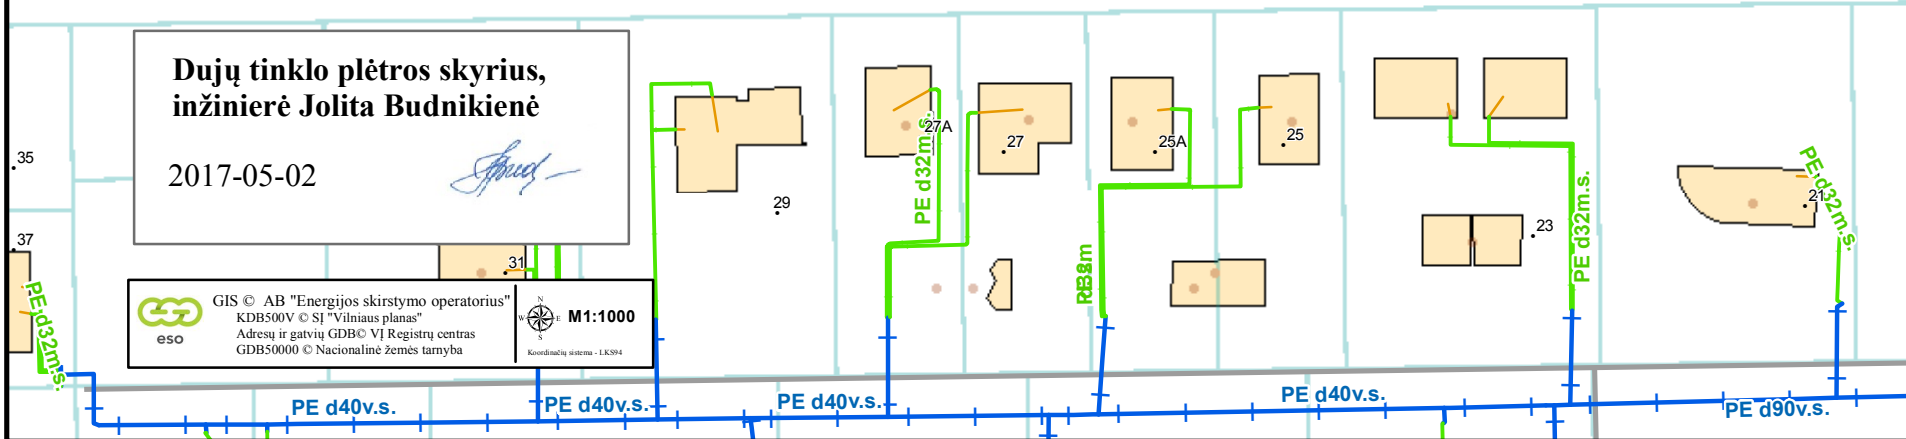 Dujų tinklo plėtros skyrius,
inžinierė Jolita Budnikienė
2017-05-02
35
37
31
29
27A
27
25A
25
23
21
PE d32m.s.
PE d32m.s.
PE d32m.s.
PE d32m.s.
GIS © AB "Energijos skirstymo operatorius"
KDB500V © SĮ "Vilniaus planas"
Adresų ir gatvių GDB© VĮ Registrų centras
GDB50000 © Nacionalinė žemės tarnyba
eso
N
W
E
S
M1:1000
Koordinačių sistema - LKS94
PE d40v.s.
PE d40v.s.
PE d40v.s.
PE d40v.s.
PE d90v.s.